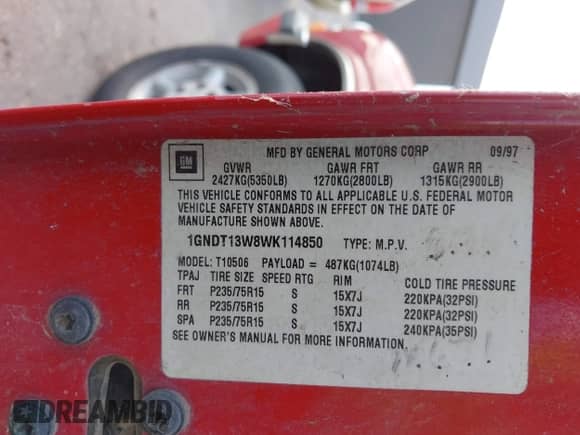 GM
MFD BY GENERAL MOTORS CORP 09/97
GVWR GAWR FRT GAWR RR
2427KG(5350LB) 1270KG(2800LB) 1315KG(2900LB)
THIS VEHICLE CONFORMS TO ALL APPLICABLE U.S. FEDERAL MOTOR
VEHICLE SAFETY STANDARDS IN EFFECT ON THE DATE OF
MANUFACTURE SHOWN ABOVE.
1GNDT13W8WK114850 TYPE: M.P.V.
MODEL: T10506 PAYLOAD = 487KG(1074LB)
TPAJ TIRE SIZE SPEED RTG RIM COLD TIRE PRESSURE
FRT P235/75R15 S 15X7J 220KPA(32PSI)
RR P235/75R15 S 15X7J 220KPA(32PSI)
SPA P235/75R15 S 15X7J 240KPA(35PSI)
SEE OWNER'S MANUAL FOR MORE INFORMATION.
DREAMBID